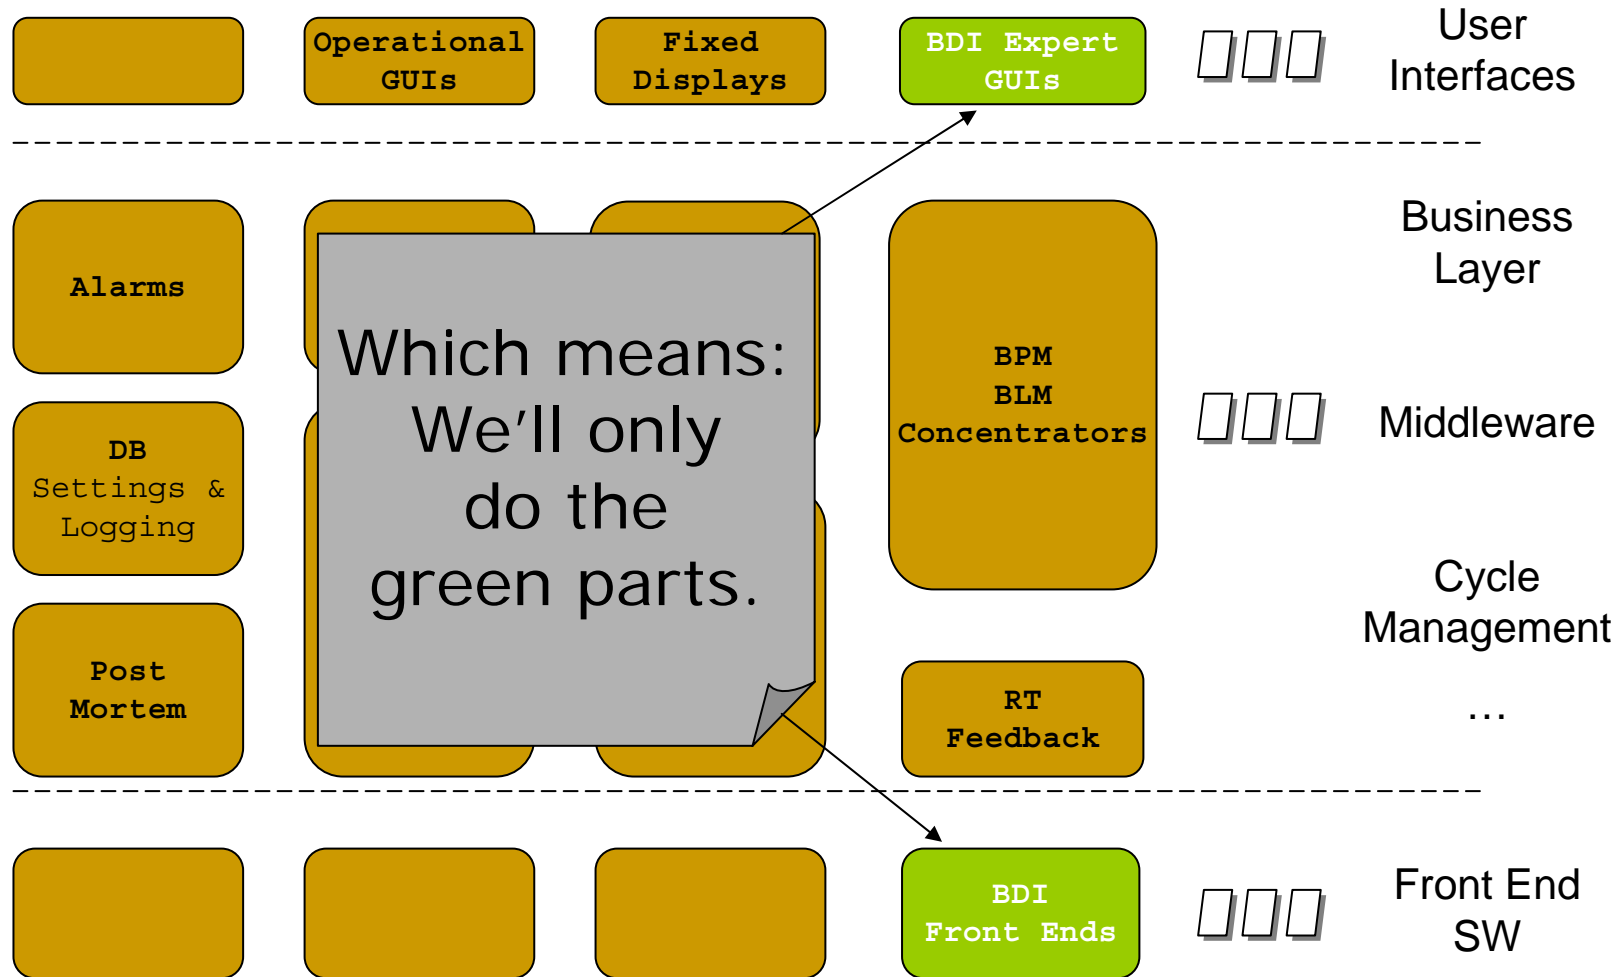 Operational
GUIs
Fixed
Displays
BDI Expert
GUIs
User
Interfaces
Alarms
Business
Layer
Which means:
We'll only
do the
green parts.
BPM
BLM
Concentrators
Middleware
DB
Settings &
Logging
Cycle
Management
...
Post
Mortem
RT
Feedback
BDI
Front Ends
Front End
SW